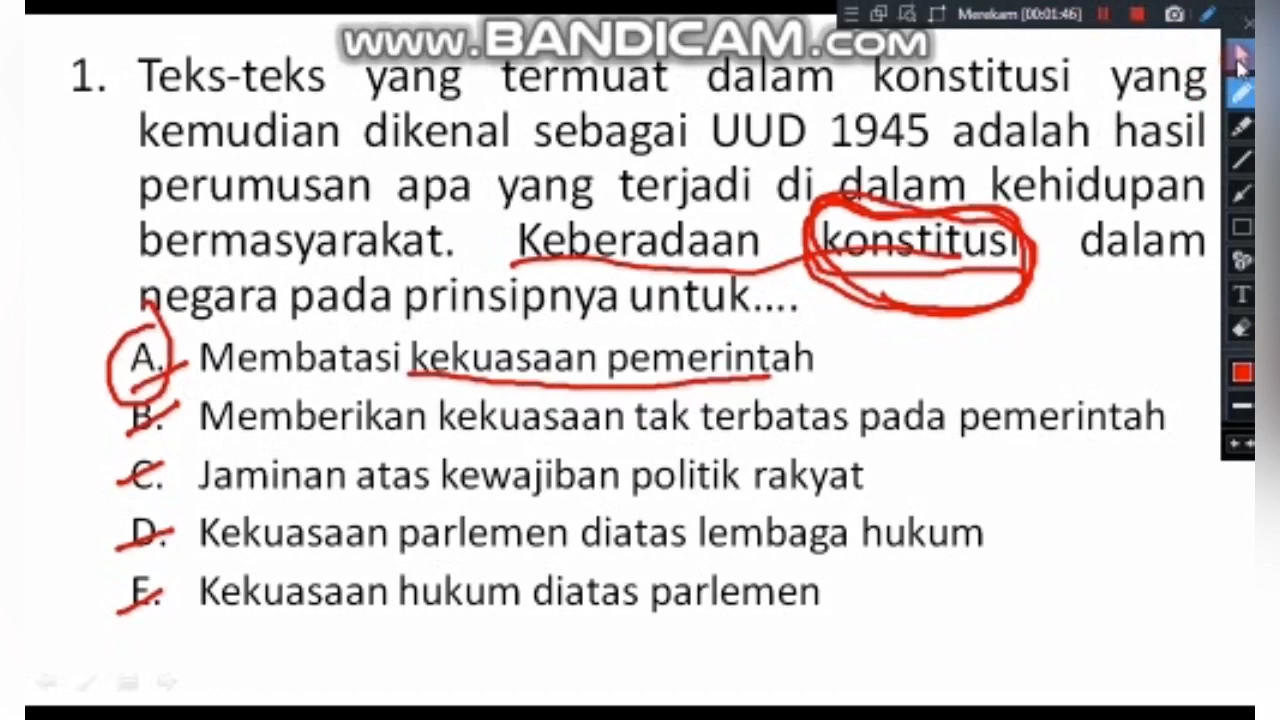 Merekam [00:01:46]
www.BANDICAM.com
1. Teks-teks yang termuat dalam konstitusi yang
kemudian dikenal sebagai UUD 1945 adalah hasil
perumusan apa yang terjadi di dalam kehidupan
bermasyarakat. Keberadaan konstitusi dalam
negara pada prinsipnya untuk....
A. Membatasi kekuasaan pemerintah
B. Memberikan kekuasaan tak terbatas pada pemerintah
C. Jaminan atas kewajiban politik rakyat
D. Kekuasaan parlemen diatas lembaga hukum
E. Kekuasaan hukum diatas parlemen